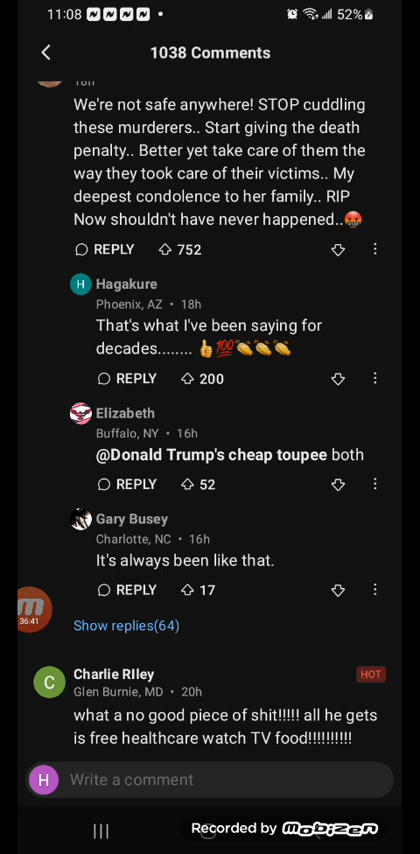 11:08 N N N N • 52%
1038 Comments
18h
We're not safe anywhere! STOP cuddling
these murderers.. Start giving the death
penalty.. Better yet take care of them the
way they took care of their victims.. My
deepest condolence to her family.. RIP
Now shouldn't have never happened..🤬
REPLY 752
H Hagakure
Phoenix, AZ • 18h
That's what I've been saying for
decades........ 👍💯👏👏👏
REPLY 200
Elizabeth
Buffalo, NY • 16h
@Donald Trump's cheap toupee both
REPLY 52
Gary Busey
Charlotte, NC • 16h
It's always been like that.
REPLY 17
m
36:41
Show replies(64)
C Charlie RIley HOT
Glen Burnie, MD • 20h
what a no good piece of shit!!!!! all he gets
is free healthcare watch TV food!!!!!!!!!!
H Write a comment
Recorded by mobizen